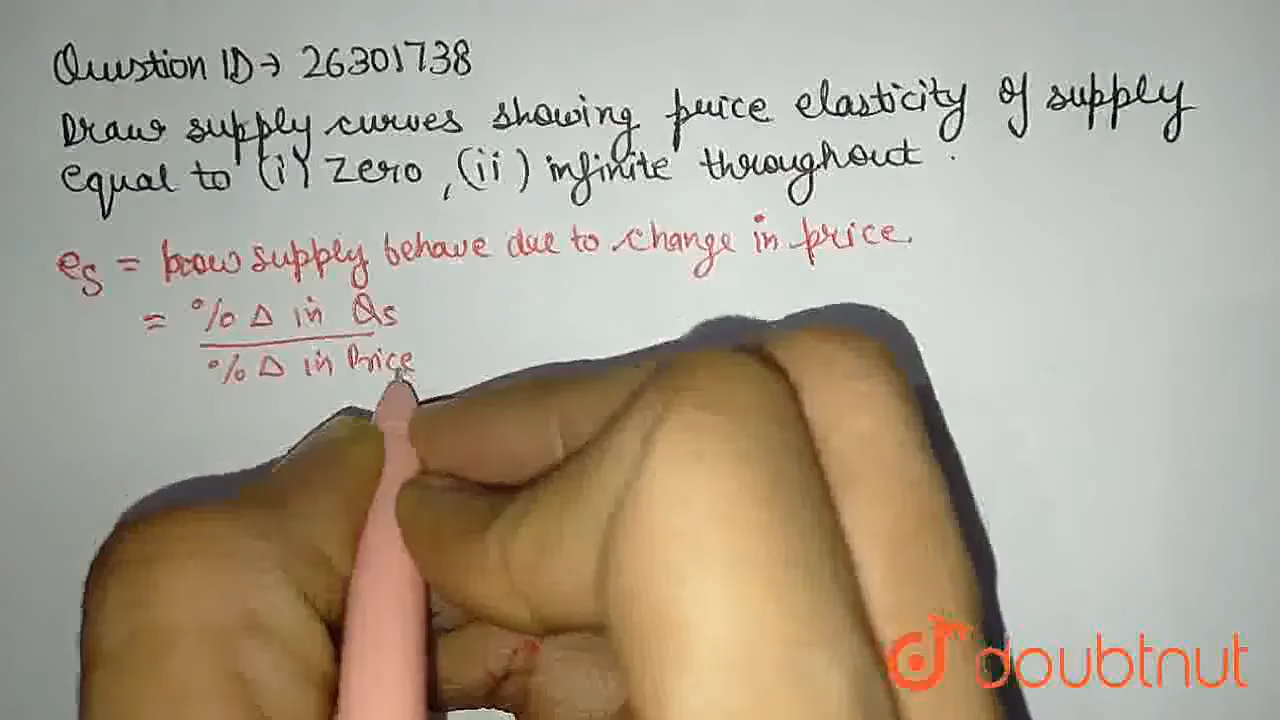 Question ID → 26301738
Draw supply curves showing price elasticity of supply
equal to (i) Zero, (ii) infinite throughout.
es = how supply behave due to change in price.
= % Δ in Qs
% Δ in Price
doubtnut